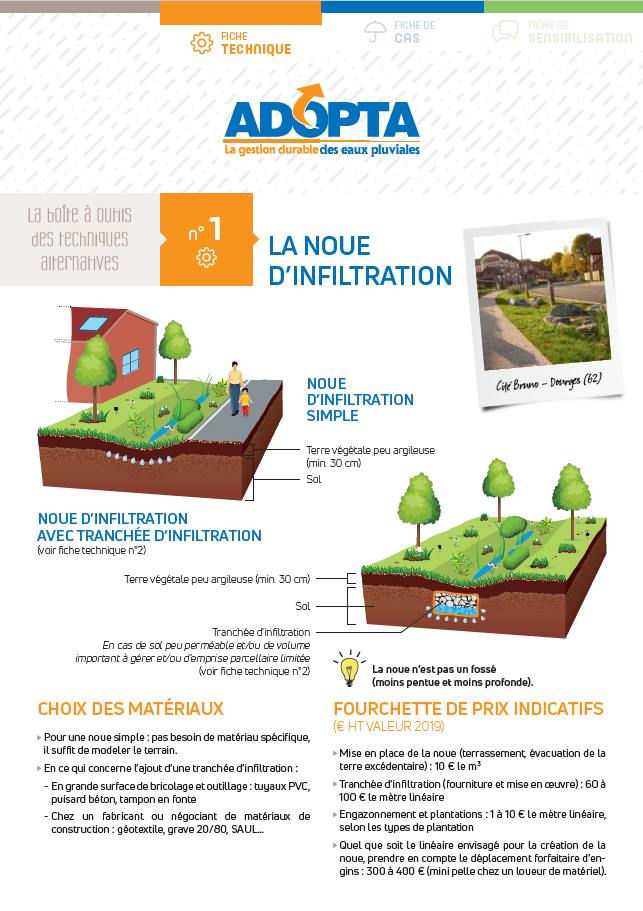 FICHE
TECHNIQUE
FICHE DE
CAS
FICHE DE
SENSIBILISATION
ADOPTA
La gestion durable des eaux pluviales
La boîte à outils
des techniques
alternatives
n° 1
LA NOUE
D'INFILTRATION
Cité Bruno – Dourges (62)
NOUE
D'INFILTRATION
SIMPLE
Terre végétale peu argileuse
(min. 30 cm)
Sol
NOUE D'INFILTRATION
AVEC TRANCHÉE D'INFILTRATION
(voir fiche technique n°2)
Terre végétale peu argileuse (min. 30 cm)
Sol
Tranchée d'infiltration
En cas de sol peu perméable et/ou de volume
important à gérer et/ou d'emprise parcellaire limitée
(voir fiche technique n°2)
La noue n'est pas un fossé
(moins pentue et moins profonde).
CHOIX DES MATÉRIAUX
Pour une noue simple : pas besoin de matériau spécifique,
il suffit de modeler le terrain.
En ce qui concerne l'ajout d'une tranchée d'infiltration :
- En grande surface de bricolage et outillage : tuyaux PVC,
puisard béton, tampon en fonte
- Chez un fabricant ou négociant de matériaux de
construction : géotextile, grave 20/80, SAUL...
FOURCHETTE DE PRIX INDICATIFS
(€ HT VALEUR 2019)
Mise en place de la noue (terrassement, évacuation de la
terre excédentaire) : 10 € le m³
Tranchée d'infiltration (fourniture et mise en œuvre) : 60 à
100 € le mètre linéaire
Engazonnement et plantations : 1 à 10 € le mètre linéaire,
selon les types de plantation
Quel que soit le linéaire envisagé pour la création de la
noue, prendre en compte le déplacement forfaitaire d'en-
gins : 300 à 400 € (mini pelle chez un loueur de matériel).